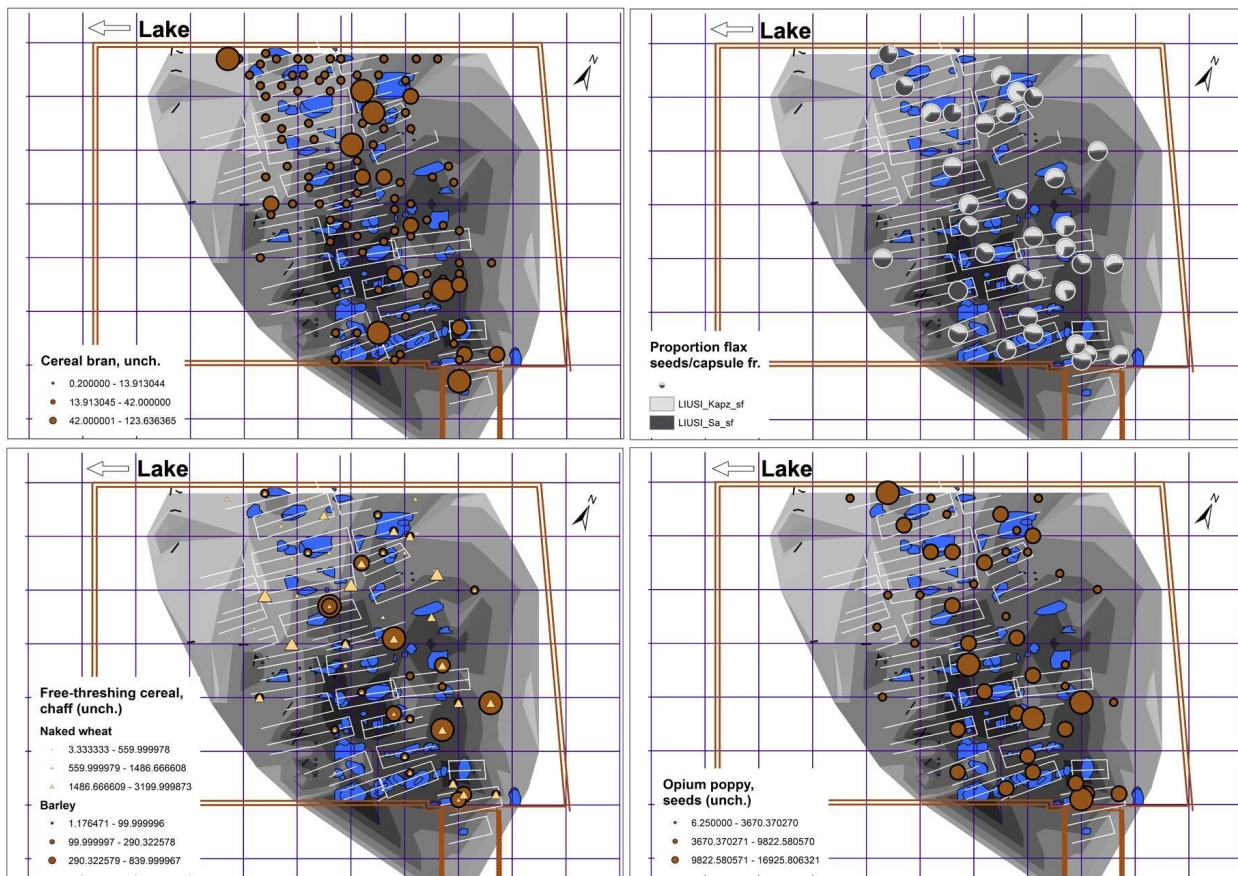 Lake
N
Cereal bran, unch.
0.200000 - 13.913044
13.913045 - 42.000000
42.000001 - 123.636365
Lake
N
Proportion flax
seeds/capsule fr.
LIUSI_Kapz_sf
LIUSI_Sa_sf
Lake
N
Free-threshing cereal,
chaff (unch.)
Naked wheat
3.333333 - 559.999978
559.999979 - 1486.666608
1486.666609 - 3199.999873
Barley
1.176471 - 99.999996
99.999997 - 290.322578
290.322579 - 839.999967
Lake
N
Opium poppy,
seeds (unch.)
6.250000 - 3670.370270
3670.370271 - 9822.580570
9822.580571 - 16925.806321